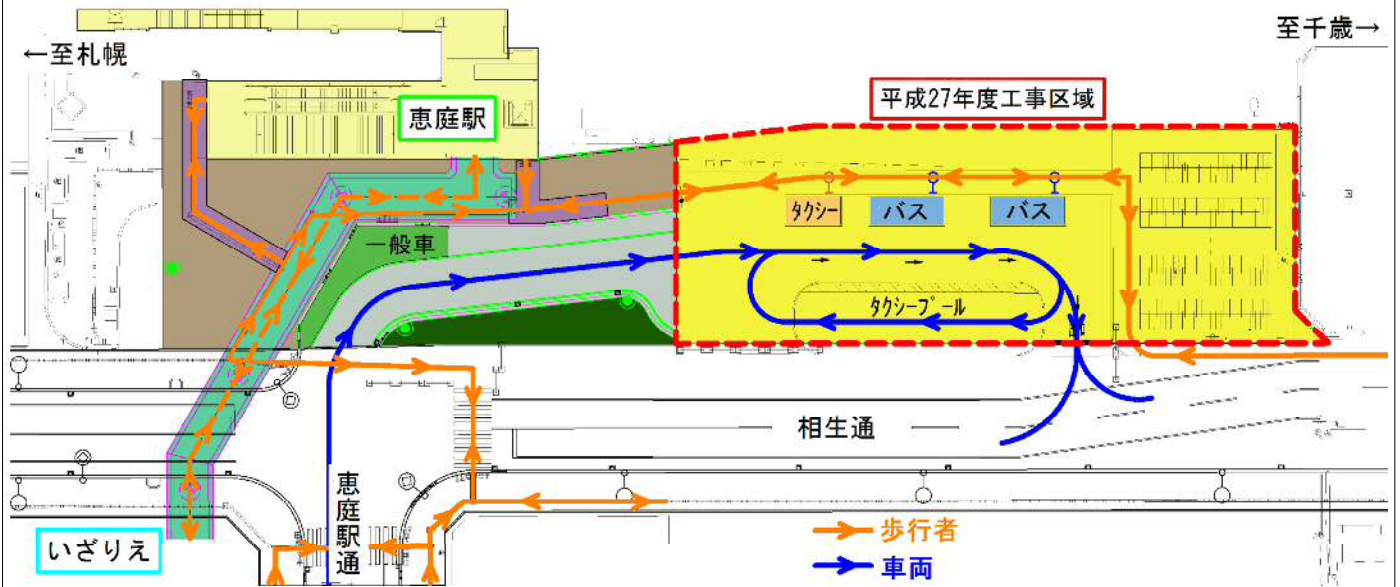 ←至札幌
至千歳→
平成27年度工事区域
恵庭駅
タクシー
バス
バス
一般車
タクシープール
相生通
恵庭駅通
いざりえ
歩行者
車両